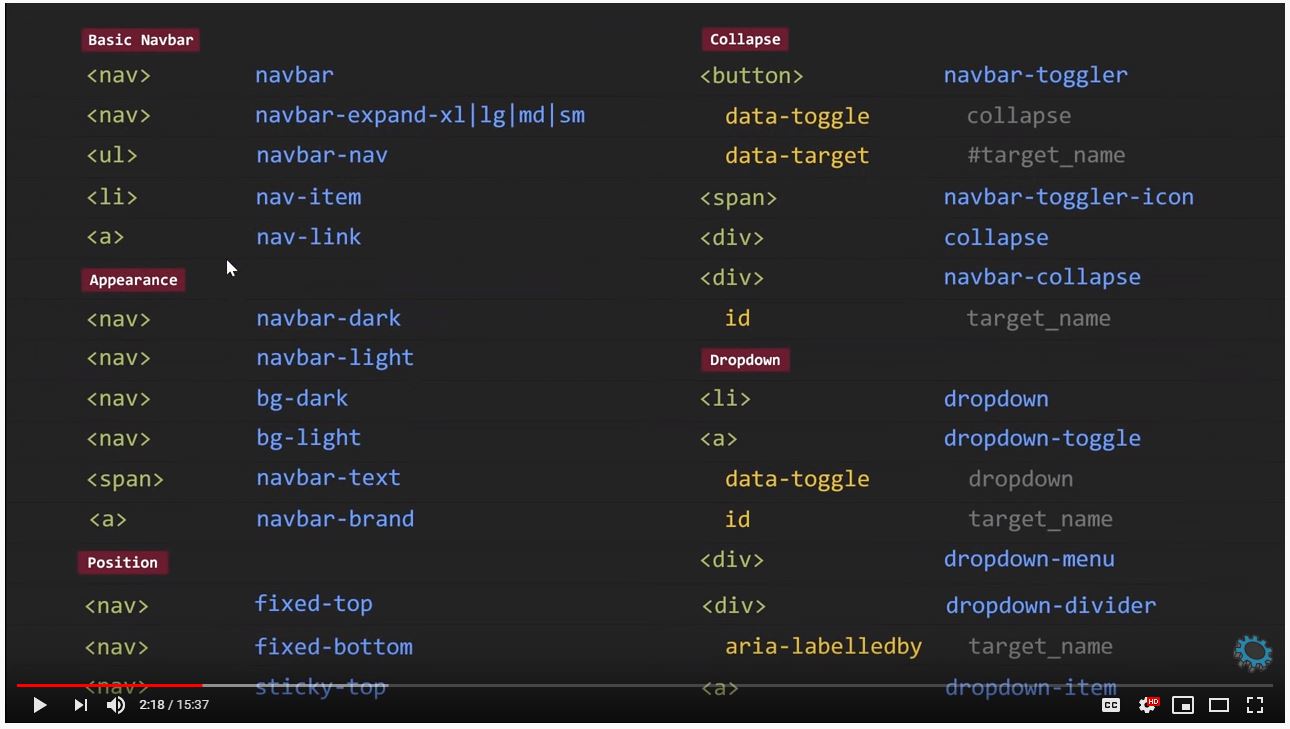 Basic Navbar
<nav> navbar
<nav> navbar-expand-xl|lg|md|sm
<ul> navbar-nav
<li> nav-item
<a> nav-link
Appearance
<nav> navbar-dark
<nav> navbar-light
<nav> bg-dark
<nav> bg-light
<span> navbar-text
<a> navbar-brand
Position
<nav> fixed-top
<nav> fixed-bottom
<nav> sticky-top
Collapse
<button> navbar-toggler
data-toggle collapse
data-target #target_name
<span> navbar-toggler-icon
<div> collapse
<div> navbar-collapse
id target_name
Dropdown
<li> dropdown
<a> dropdown-toggle
data-toggle dropdown
id target_name
<div> dropdown-menu
<div> dropdown-divider
aria-labelledby target_name
<a> dropdown-item
2:18 / 15:37
CC
HD